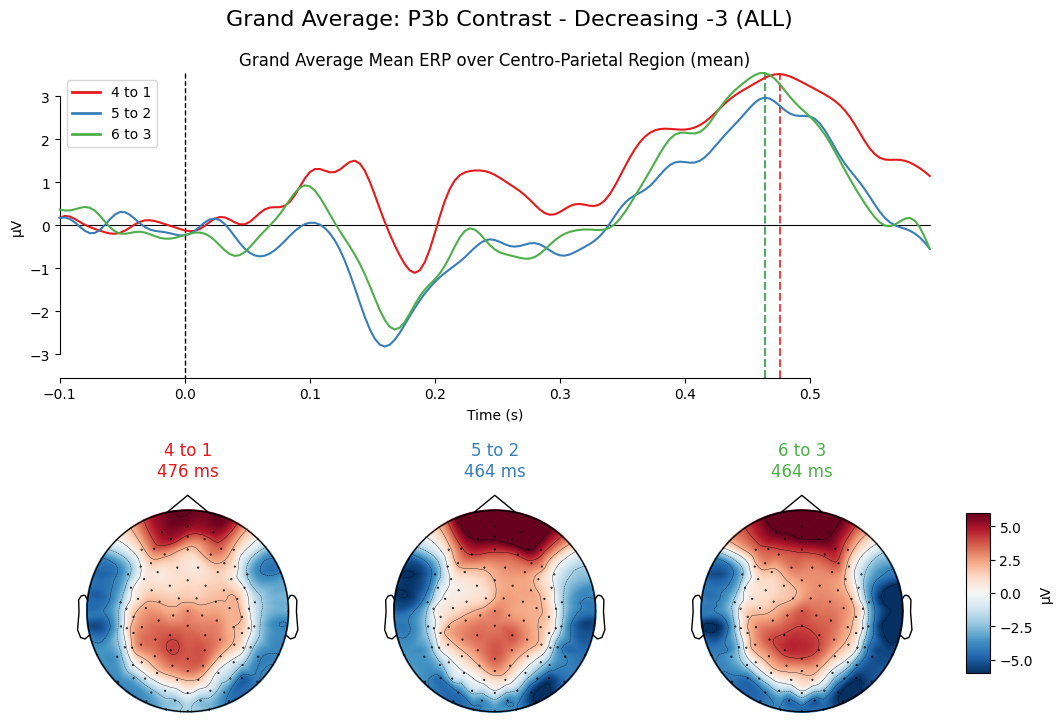 Grand Average: P3b Contrast - Decreasing -3 (ALL)
Grand Average Mean ERP over Centro-Parietal Region (mean)
4 to 1
5 to 2
6 to 3
µV
3
2
1
0
−1
−2
−3
−0.1 0.0 0.1 0.2 0.3 0.4 0.5
Time (s)
4 to 1
476 ms
5 to 2
464 ms
6 to 3
464 ms
5.0
2.5
0.0
−2.5
−5.0
µV